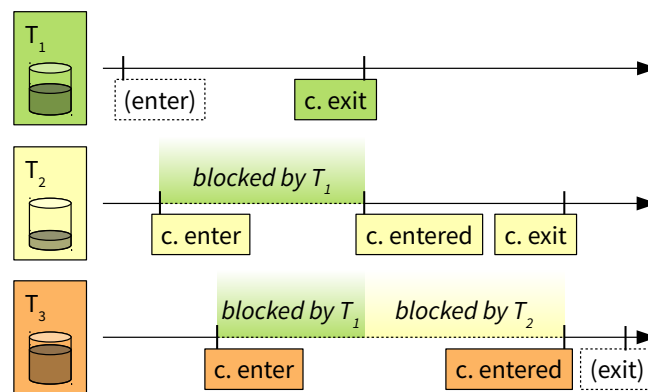 T1
(enter)
c. exit
T2
blocked by T1
c. enter
c. entered
c. exit
T3
blocked by T1
blocked by T2
c. enter
c. entered
(exit)